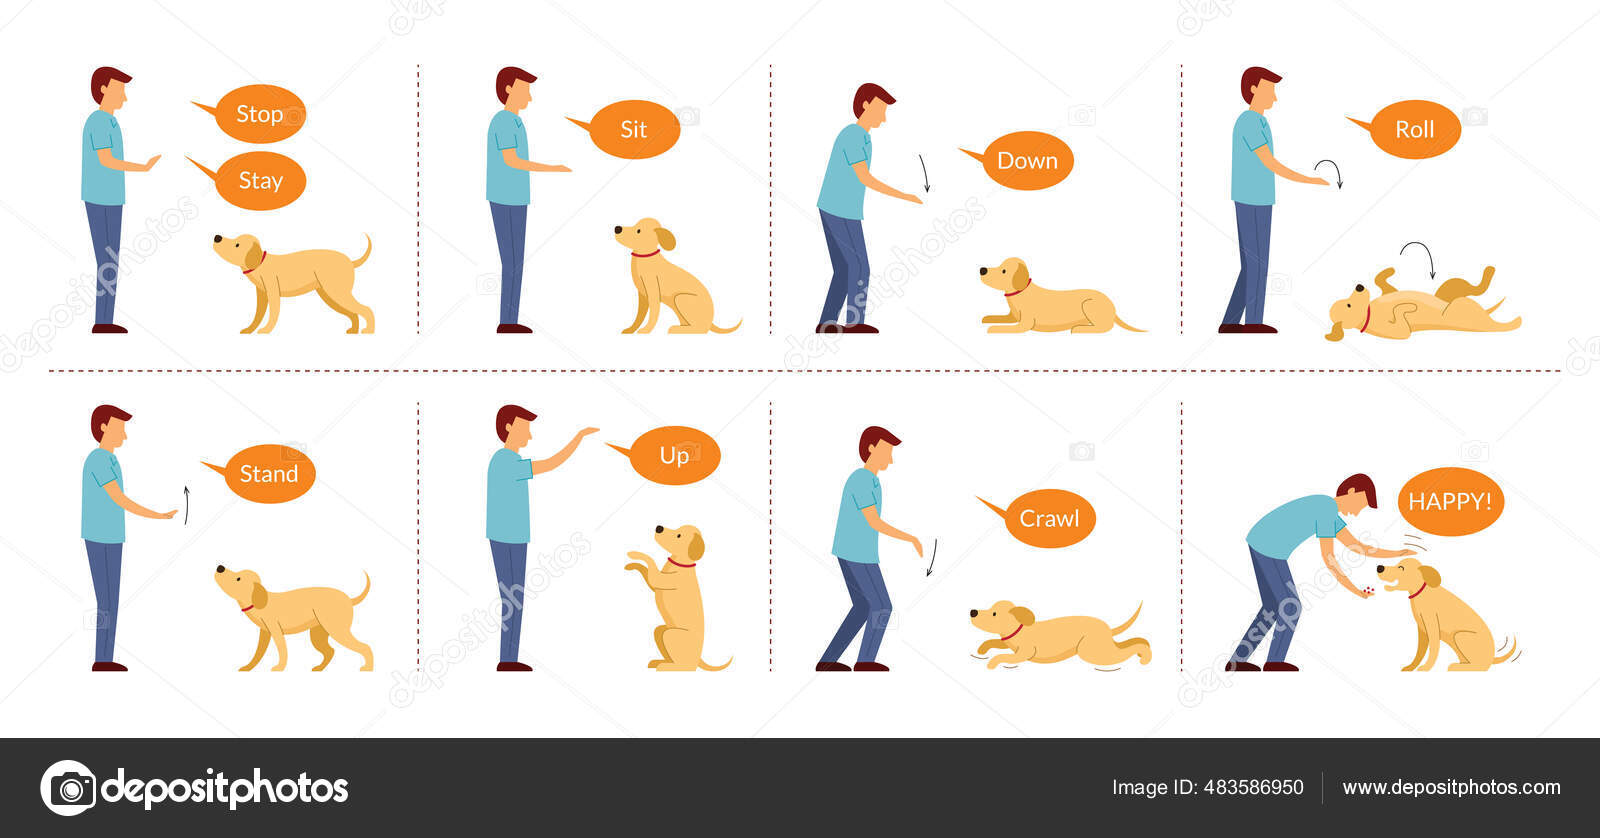 Stop
Stay
Sit
Down
Roll
Stand
Up
Crawl
HAPPY!
depositphotos
Image ID: 483586950
www.depositphotos.com